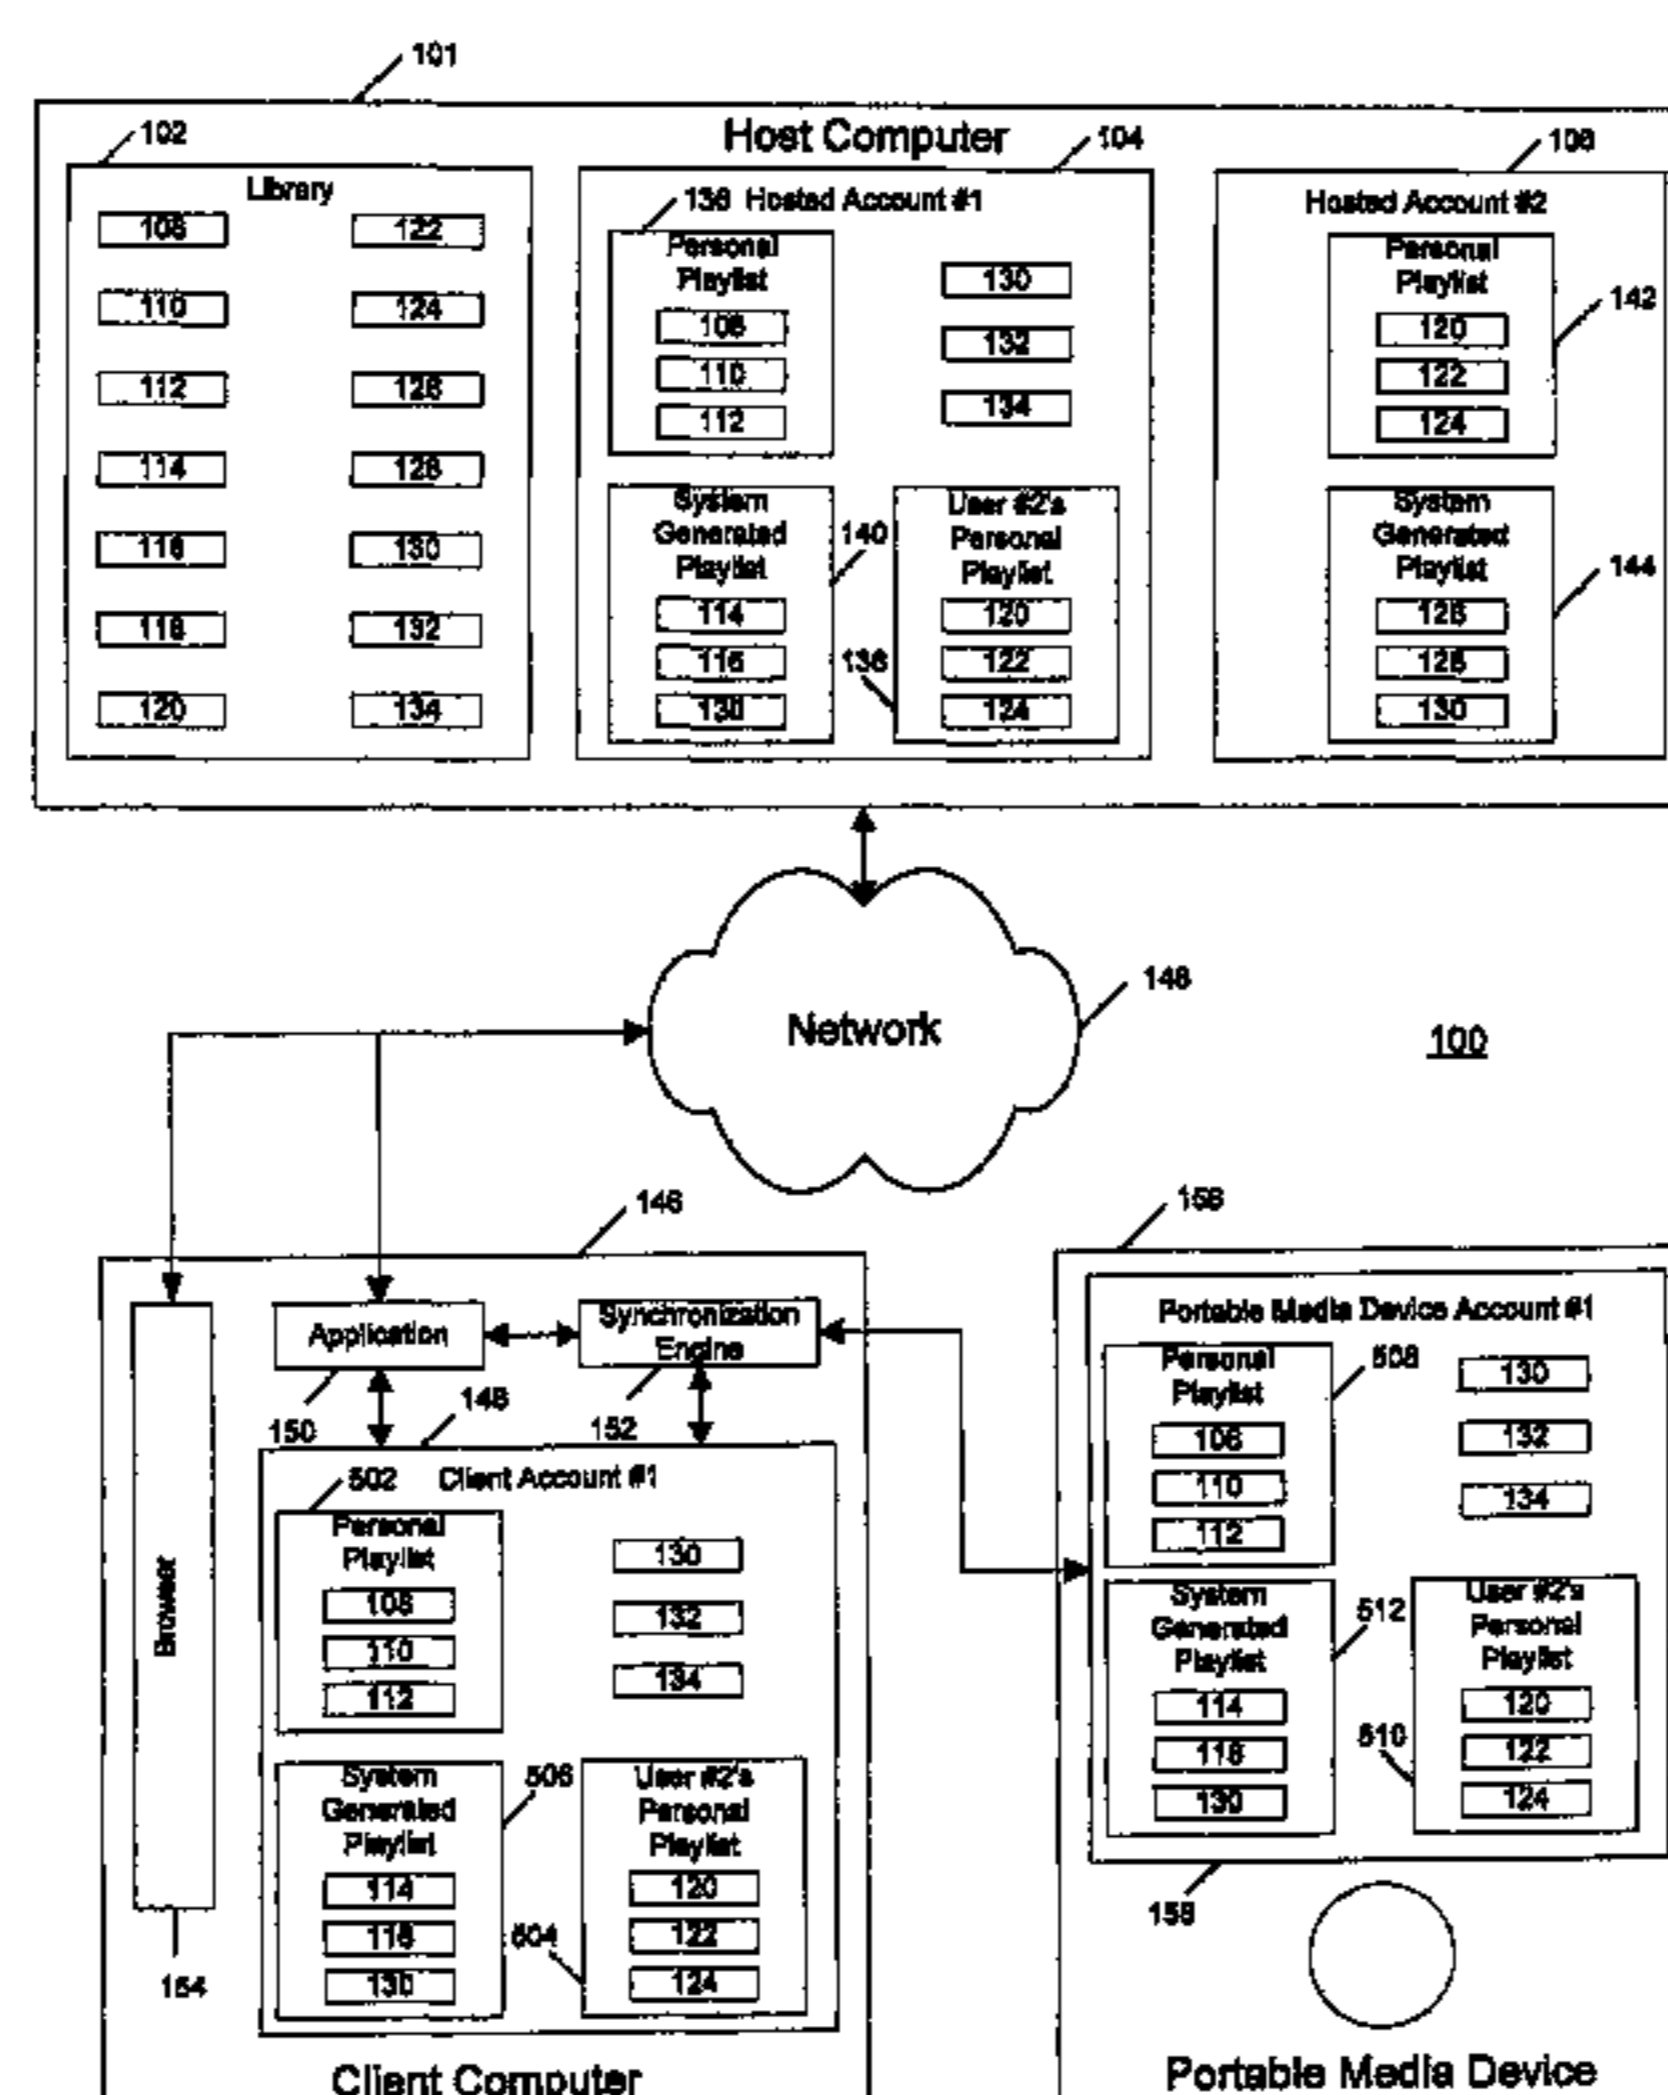 101
Host Computer
102
Library
108
110
112
114
116
118
120
122
124
126
128
130
132
134
104
136 Hosted Account #1
Personal
Playlist
108
110
112
130
132
134
System
Generated
Playlist
114
116
130
140
User #2's
Personal
Playlist
120
122
124
138
106
Hosted Account #2
Personal
Playlist
120
122
124
142
System
Generated
Playlist
126
128
130
144
Network
148
100
146
Application
150
Synchronization
Engine
152
148
Browser
154
502 Client Account #1
Personal
Playlist
108
110
112
130
132
134
System
Generated
Playlist
114
116
130
506
User #2's
Personal
Playlist
120
122
124
504
Client Computer
156
Portable Media Device Account #1
Personal
Playlist
108
110
112
508
130
132
134
System
Generated
Playlist
114
116
130
512
User #2's
Personal
Playlist
120
122
124
510
158
Portable Media Device